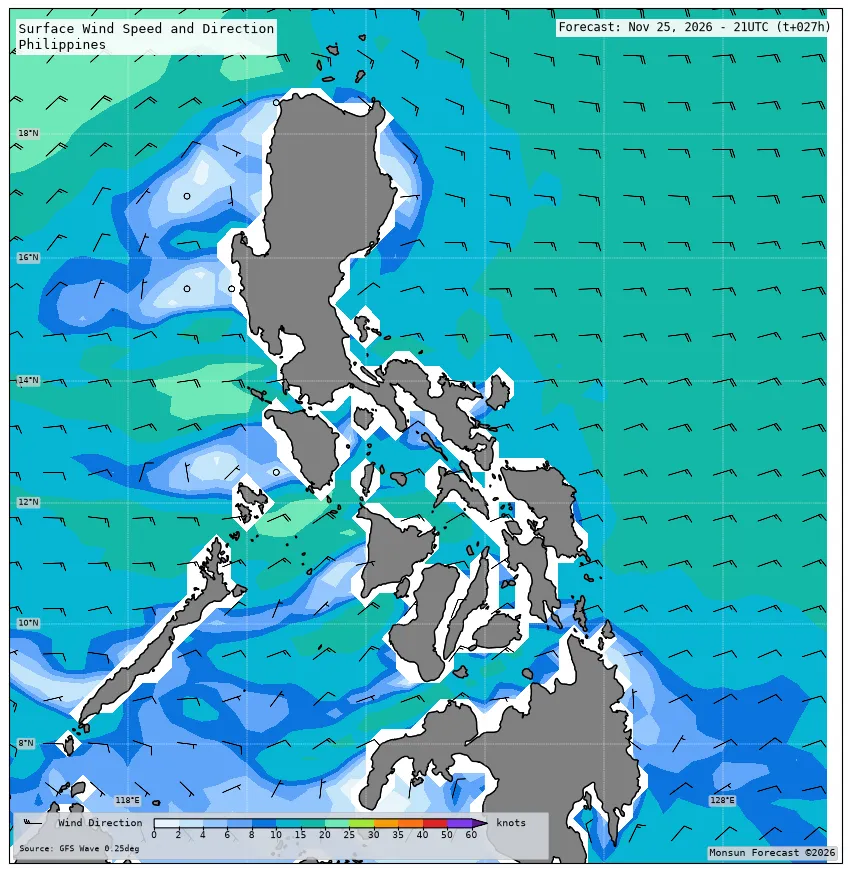 Surface Wind Speed and Direction
Philippines
Forecast: Nov 25, 2026 - 21UTC (t+027h)
18°N
16°N
14°N
12°N
10°N
8°N
118°E
128°E
Wind Direction
knots
0 2 4 6 8 10 15 20 25 30 35 40 50 60
Source: GFS Wave 0.25deg
Monsun Forecast ©2026